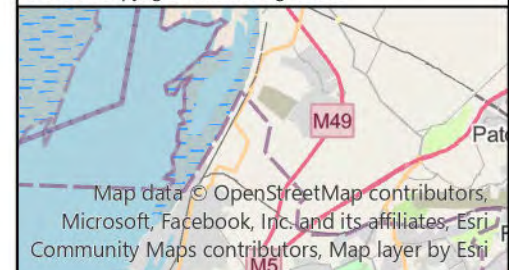 M49
Pat
Map data © OpenStreetMap contributors,
Microsoft, Facebook, Inc. and its affiliates, Esri
Community Maps contributors, Map layer by Esri
M5